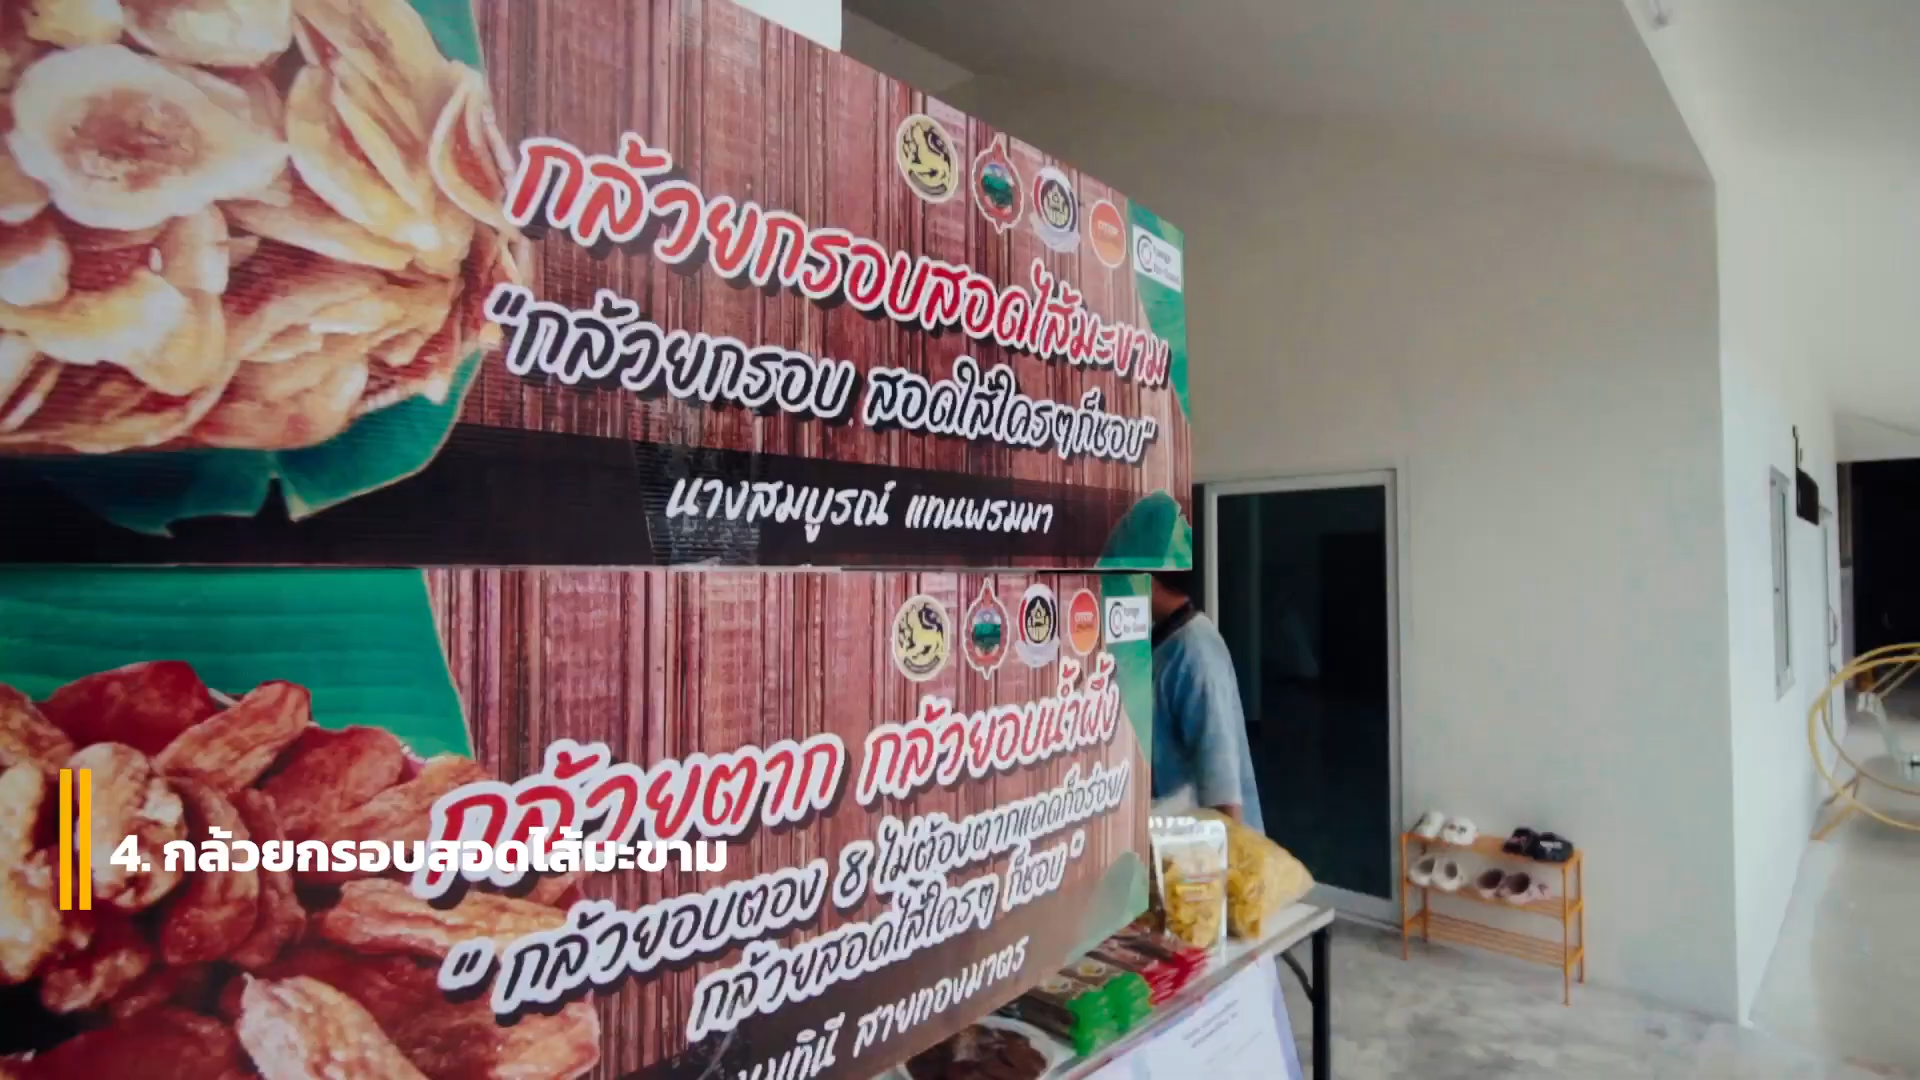 กล้วยกรอบสอดไส้มะขาม
"กล้วยกรอบ สอดใส้ใครๆก็ชอบ"
นางสมบูรณ์ แทนพรมมา
กล้วยตาก กล้วยอบน้ำผึ้ง
" กล้วยอบตอง 8 ไม่ต้องตากแดดก็อร่อย/
กล้วยสอดไส้ใครๆ ก็ชอบ "
สายทองมาตร
4. กล้วยกรอบสอดไส้มะขาม